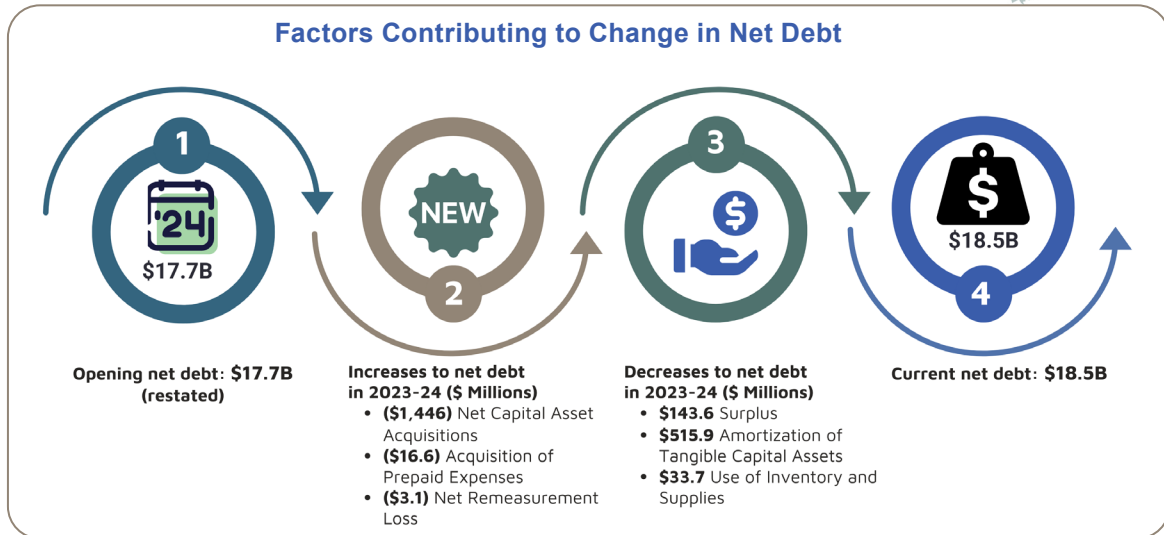 Factors Contributing to Change in Net Debt
1
'24
$17.7B
Opening net debt: $17.7B
(restated)
NEW
2
Increases to net debt
in 2023-24 ($ Millions)
• ($1,446) Net Capital Asset
Acquisitions
• ($16.6) Acquisition of
Prepaid Expenses
• ($3.1) Net Remeasurement
Loss
3
$
Decreases to net debt
in 2023-24 ($ Millions)
• $143.6 Surplus
• $515.9 Amortization of
Tangible Capital Assets
• $33.7 Use of Inventory and
Supplies
$
$18.5B
4
Current net debt: $18.5B